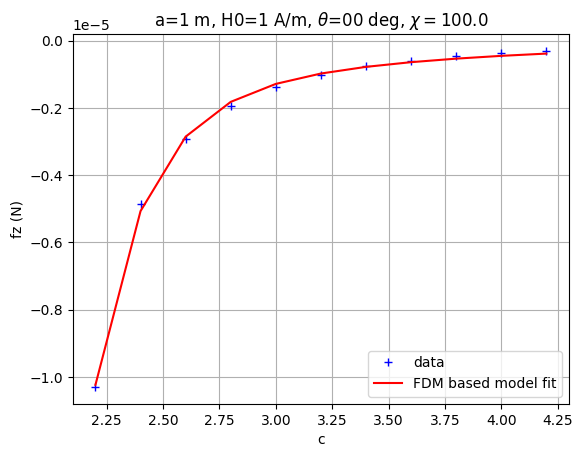 a=1 m, H0=1 A/m, θ=00 deg, χ = 100.0
1e−5
0.0
−0.2
−0.4
−0.6
−0.8
−1.0
fz (N)
data
FDM based model fit
2.25 2.50 2.75 3.00 3.25 3.50 3.75 4.00 4.25
c